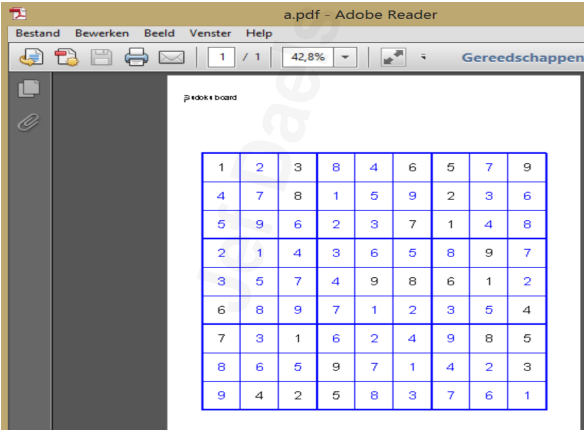 a.pdf - Adobe Reader
Bestand Bewerken Beeld Venster Help
1 / 1 42,8% Gereedschappen
board
1 2 3 8 4 6 5 7 9
4 7 8 1 5 9 2 3 6
5 9 6 2 3 7 1 4 8
2 1 4 3 6 5 8 9 7
3 5 7 4 9 8 6 1 2
6 8 9 7 1 2 3 5 4
7 3 1 6 2 4 9 8 5
8 6 5 9 7 1 4 2 3
9 4 2 5 8 3 7 6 1
Jef Daels